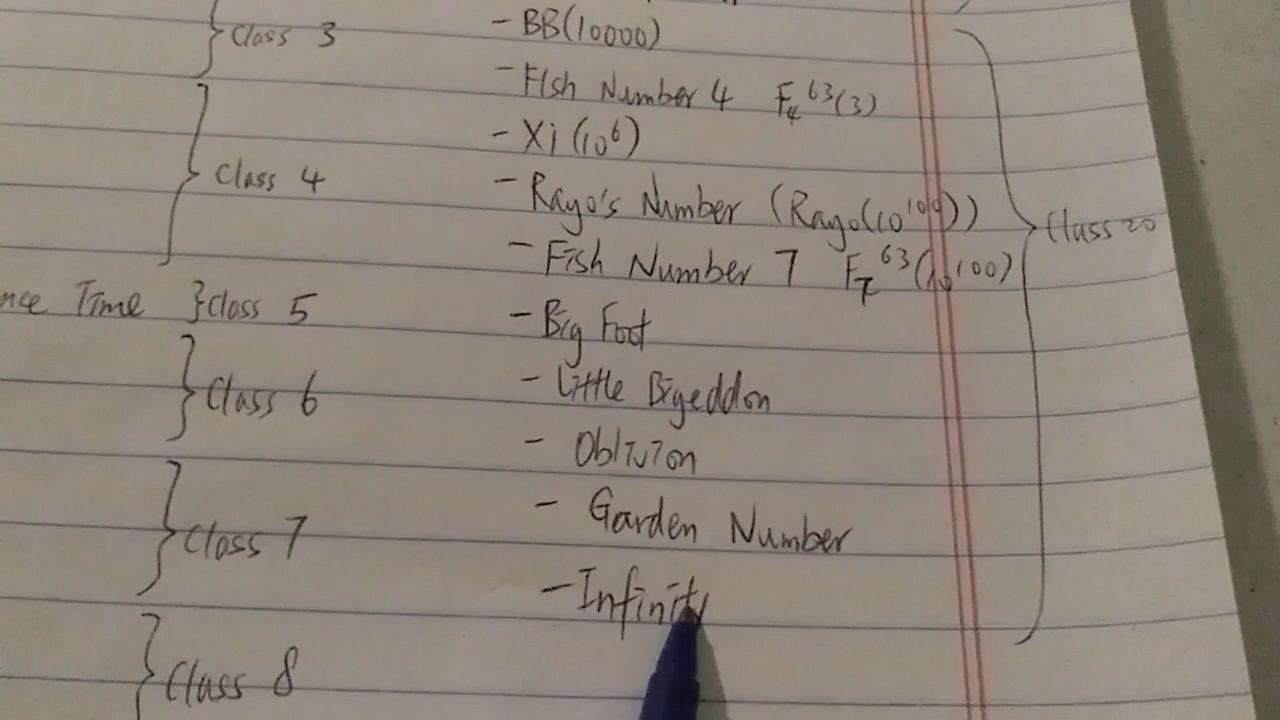 Class 3
Class 4
Time } Class 5
Class 6
Class 7
Class 8
- BB(10000)
- Fish Number 4 F₄⁶³(3)
- Xi(10⁶)
- Rayo's Number (Rayo(10¹⁰⁰))
- Fish Number 7 F₇⁶³(10¹⁰⁰)
- Big Foot
- Little Bigeddon
- Oblivion
- Garden Number
- Infinity
Class 20